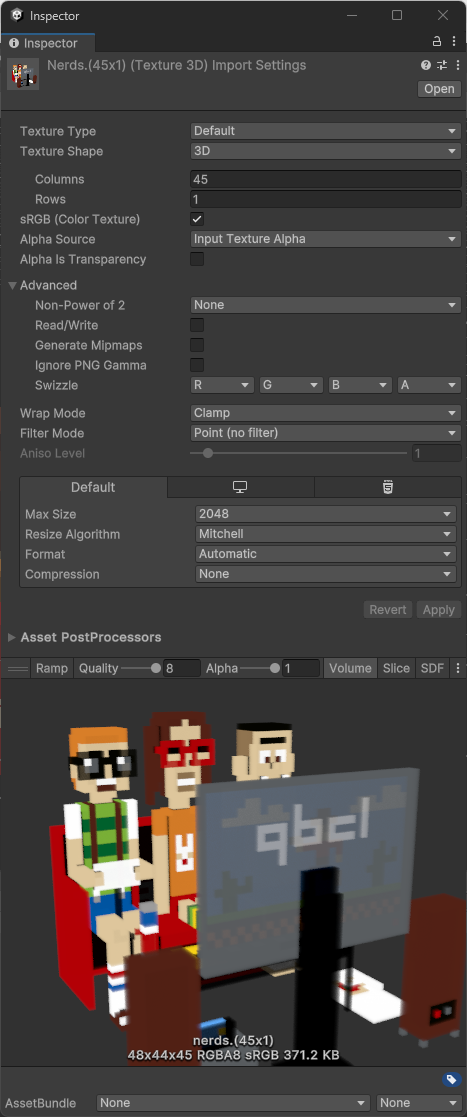 Inspector
Inspector
Nerds.(45x1) (Texture 3D) Import Settings
Open
Texture Type Default
Texture Shape 3D
Columns 45
Rows 1
sRGB (Color Texture)
Alpha Source Input Texture Alpha
Alpha Is Transparency
Advanced
Non-Power of 2 None
Read/Write
Generate Mipmaps
Ignore PNG Gamma
Swizzle R G B A
Wrap Mode Clamp
Filter Mode Point (no filter)
Aniso Level 1
Default
Max Size 2048
Resize Algorithm Mitchell
Format Automatic
Compression None
Revert Apply
Asset PostProcessors
Ramp Quality 8 Alpha 1 Volume Slice SDF
qbcl
nerds.(45x1)
48x44x45 RGBA8 sRGB 371.2 KB
AssetBundle None None